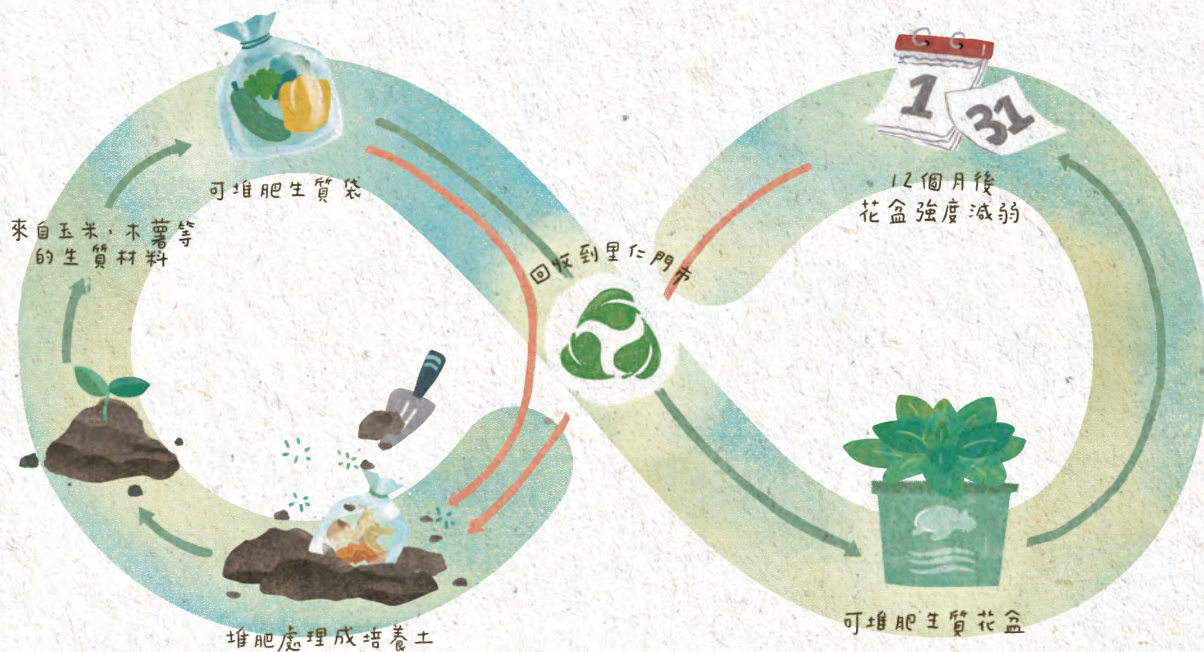 可堆肥生質袋
來自玉米,木薯等
的生質材料
回收到里仁門市
1
31
12個月後
花盆強度減弱
堆肥處理成培養土
可堆肥生質花盆